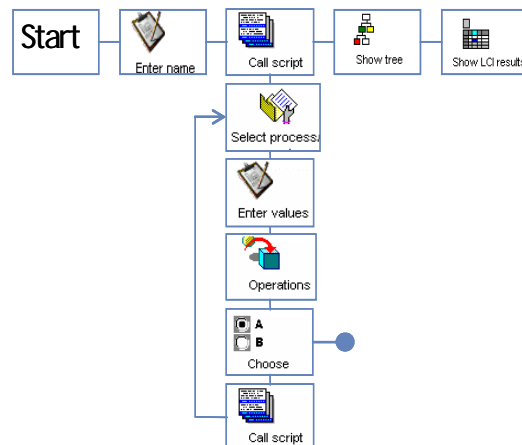 Start
Enter name
Call script
Show tree
Show LCI results
Select process/
Enter values
Operations
A
B
Choose
Call script